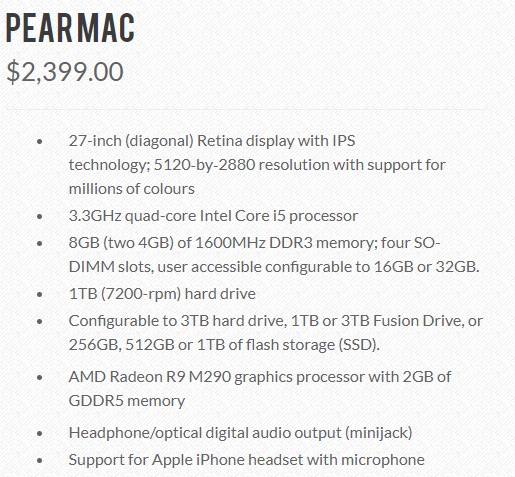 PEAR MAC
$2,399.00
• 27-inch (diagonal) Retina display with IPS
technology; 5120-by-2880 resolution with support for
millions of colours
• 3.3GHz quad-core Intel Core i5 processor
• 8GB (two 4GB) of 1600MHz DDR3 memory; four SO-
DIMM slots, user accessible configurable to 16GB or 32GB.
• 1TB (7200-rpm) hard drive
• Configurable to 3TB hard drive, 1TB or 3TB Fusion Drive, or
256GB, 512GB or 1TB of flash storage (SSD).
• AMD Radeon R9 M290 graphics processor with 2GB of
GDDR5 memory
• Headphone/optical digital audio output (minijack)
• Support for Apple iPhone headset with microphone